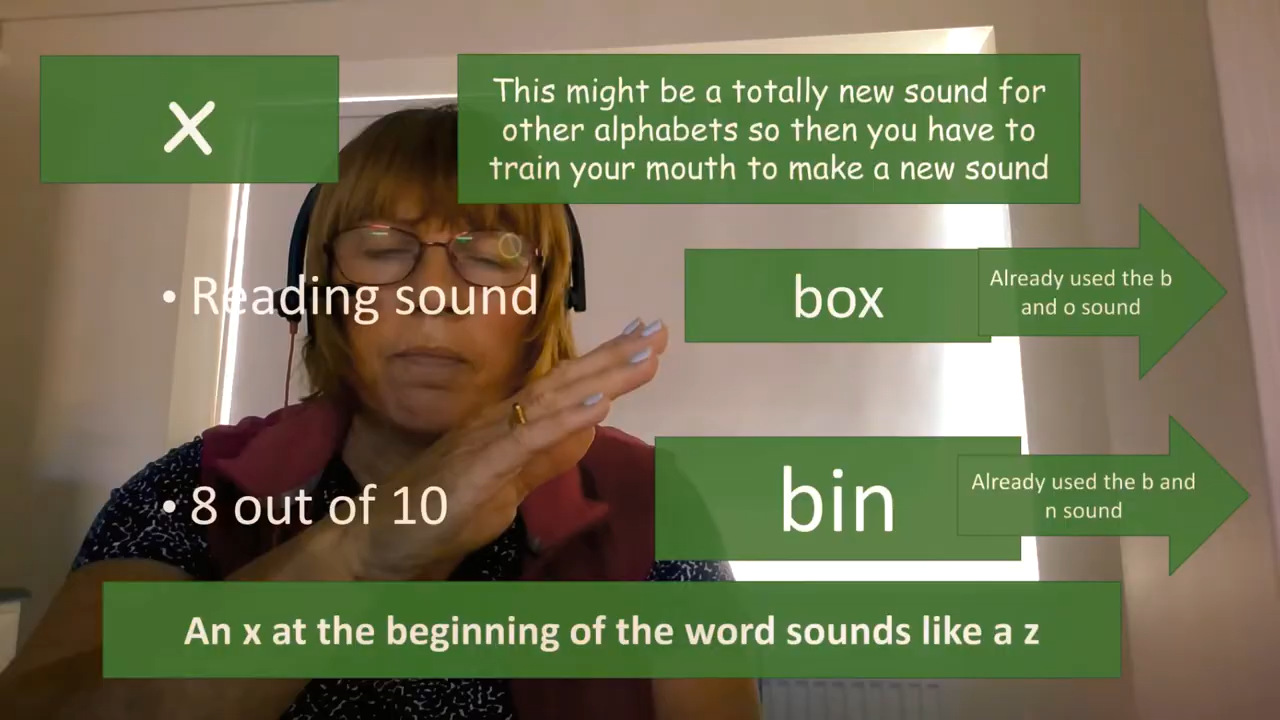 x
This might be a totally new sound for
other alphabets so then you have to
train your mouth to make a new sound
• Reading sound
box
Already used the b
and o sound
• 8 out of 10
bin
Already used the b and
n sound
An x at the beginning of the word sounds like a z